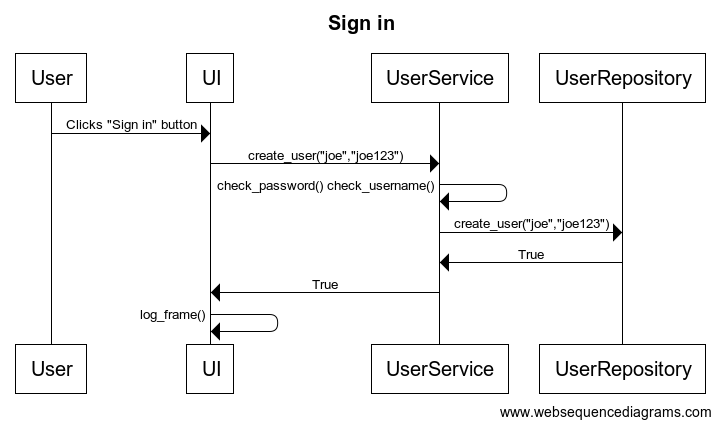 Sign in
User
UI
UserService
UserRepository
Clicks "Sign in" button
create_user("joe","joe123")
check_password() check_username()
create_user("joe","joe123")
True
True
log_frame()
User
UI
UserService
UserRepository
www.websequencediagrams.com